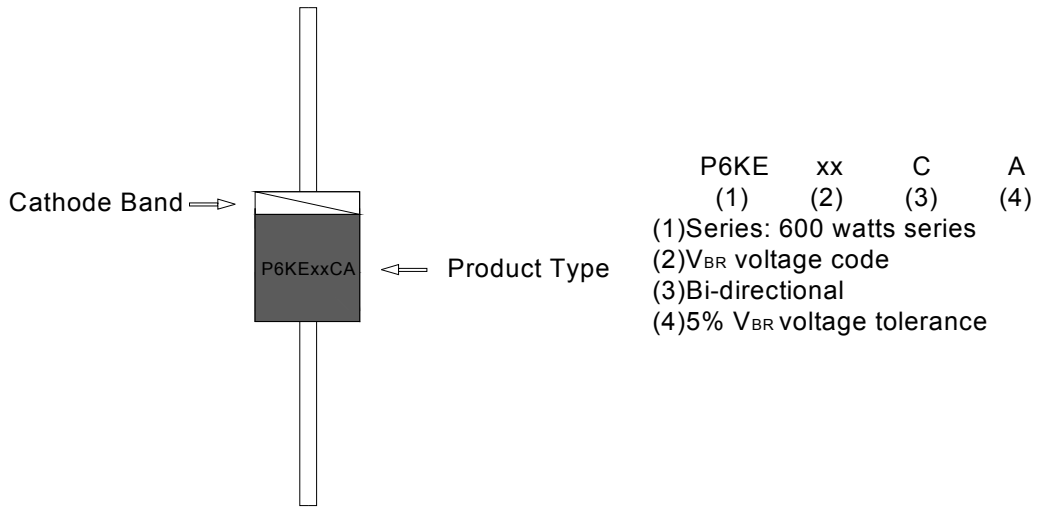 P6KE xx C A
(1) (2) (3) (4)
Cathode Band
(1)Series: 600 watts series
(2)VBR voltage code
P6KExxCA
Product Type
(3)Bi-directional
(4)5% VBR voltage tolerance